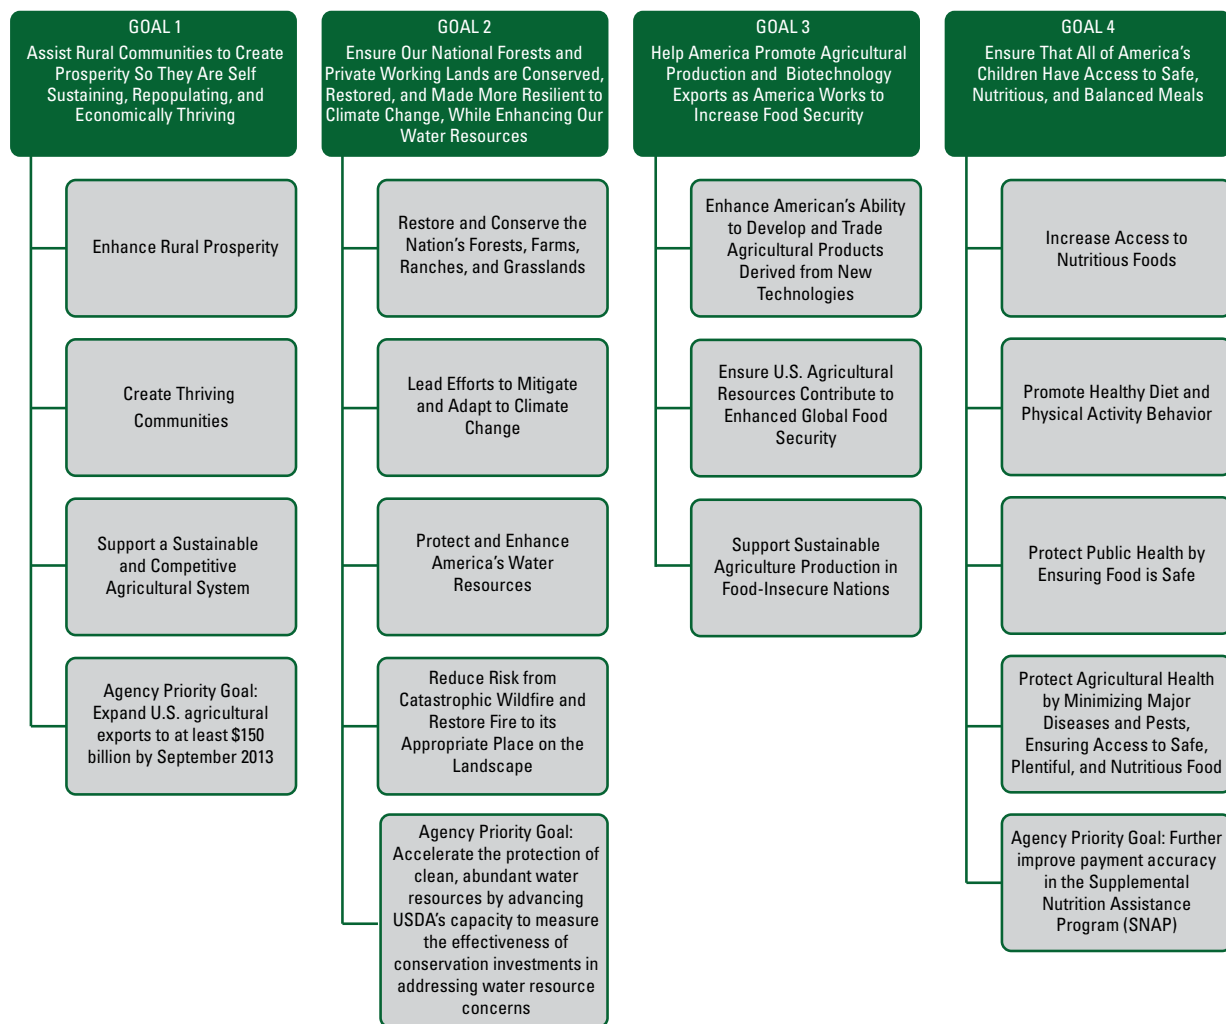 GOAL 1
Assist Rural Communities to Create
Prosperity So They Are Self
Sustaining, Repopulating, and
Economically Thriving
Enhance Rural Prosperity
Create Thriving
Communities
Support a Sustainable
and Competitive
Agricultural System
Agency Priority Goal:
Expand U.S. agricultural
exports to at least $150
billion by September 2013
GOAL 2
Ensure Our National Forests and
Private Working Lands are Conserved,
Restored, and Made More Resilient to
Climate Change, While Enhancing Our
Water Resources
Restore and Conserve the
Nation's Forests, Farms,
Ranches, and Grasslands
Lead Efforts to Mitigate
and Adapt to Climate
Change
Protect and Enhance
America's Water
Resources
Reduce Risk from
Catastrophic Wildfire and
Restore Fire to its
Appropriate Place on the
Landscape
Agency Priority Goal:
Accelerate the protection of
clean, abundant water
resources by advancing
USDA's capacity to measure
the effectiveness of
conservation investments in
addressing water resource
concerns
GOAL 3
Help America Promote Agricultural
Production and Biotechnology
Exports as America Works to
Increase Food Security
Enhance American's Ability
to Develop and Trade
Agricultural Products
Derived from New
Technologies
Ensure U.S. Agricultural
Resources Contribute to
Enhanced Global Food
Security
Support Sustainable
Agriculture Production in
Food-Insecure Nations
GOAL 4
Ensure That All of America's
Children Have Access to Safe,
Nutritious, and Balanced Meals
Increase Access to
Nutritious Foods
Promote Healthy Diet and
Physical Activity Behavior
Protect Public Health by
Ensuring Food is Safe
Protect Agricultural Health
by Minimizing Major
Diseases and Pests,
Ensuring Access to Safe,
Plentiful, and Nutritious Food
Agency Priority Goal: Further
improve payment accuracy
in the Supplemental
Nutrition Assistance
Program (SNAP)